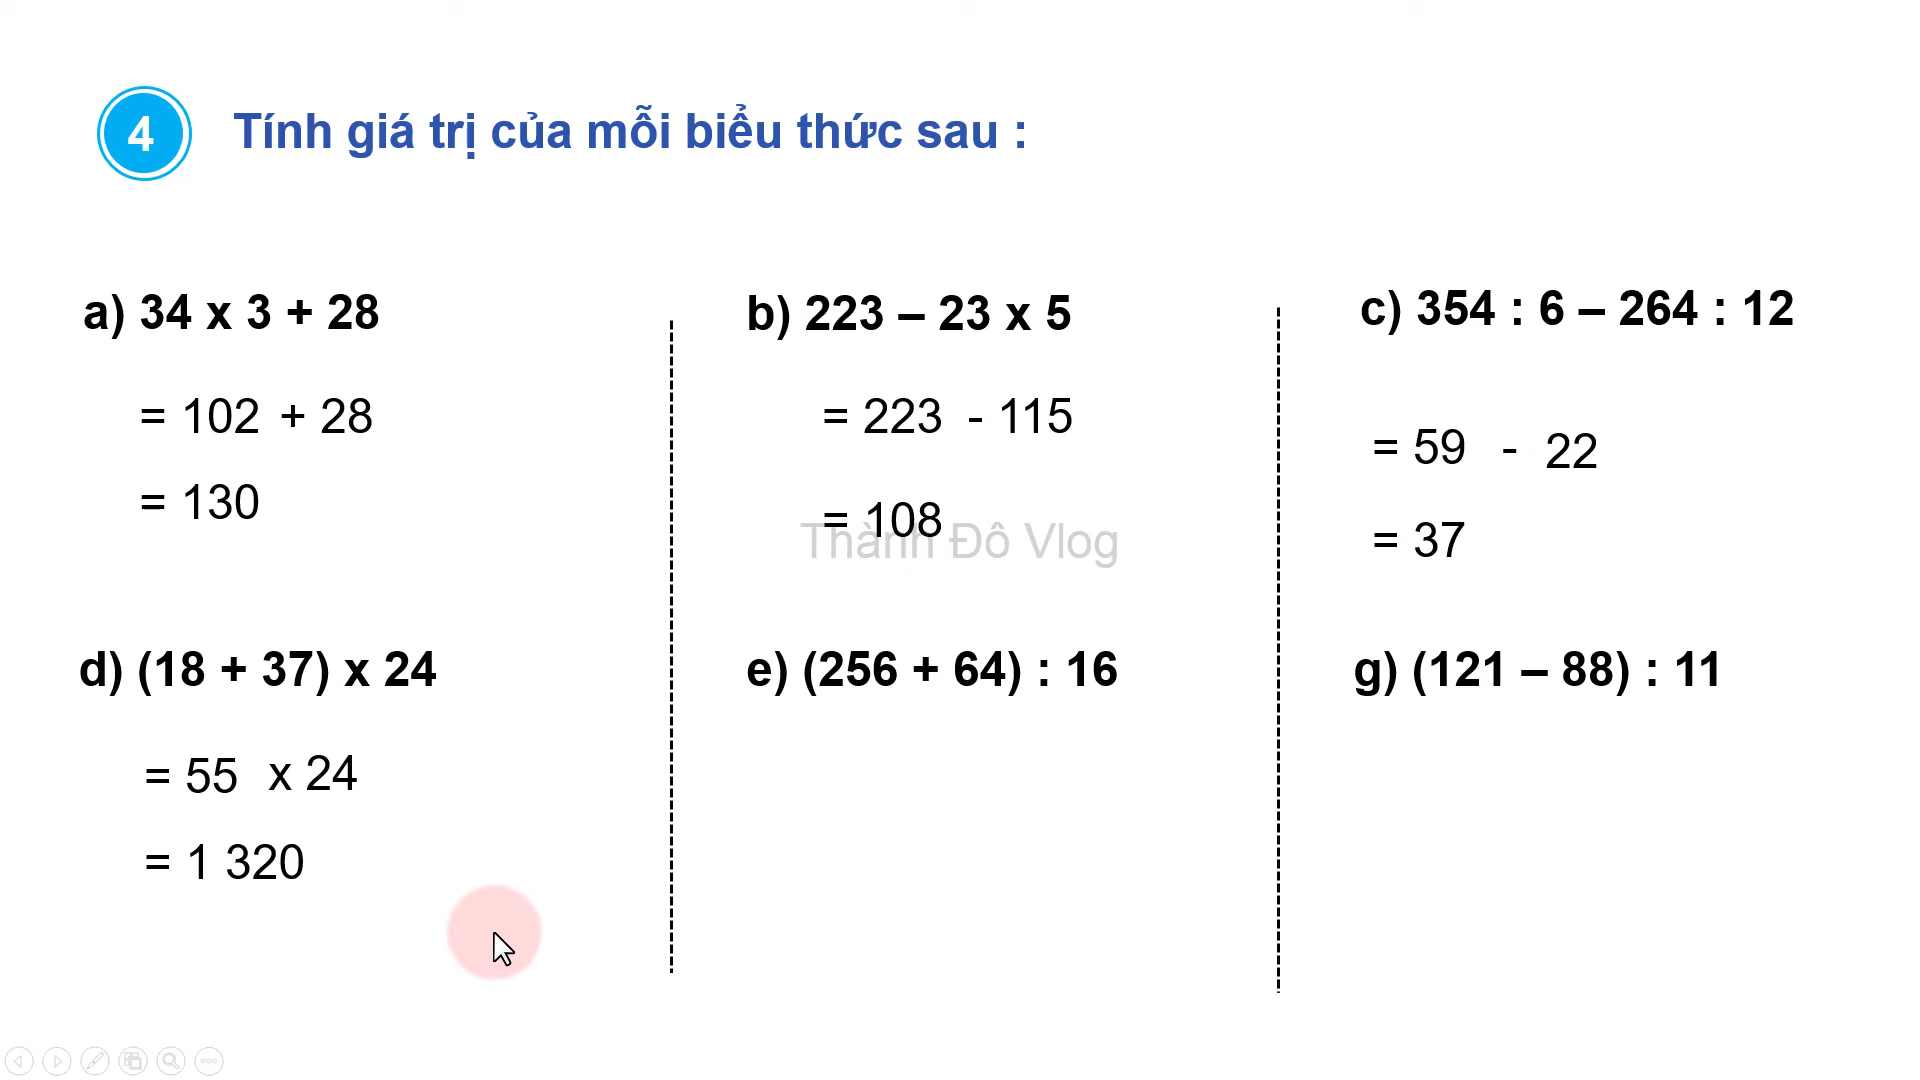 4 Tính giá trị của mỗi biểu thức sau :
a) 34 x 3 + 28
= 102 + 28
= 130
b) 223 – 23 x 5
= 223 - 115
= 108
c) 354 : 6 – 264 : 12
= 59 - 22
= 37
Thành Đô Vlog
d) (18 + 37) x 24
= 55 x 24
= 1 320
e) (256 + 64) : 16
g) (121 – 88) : 11